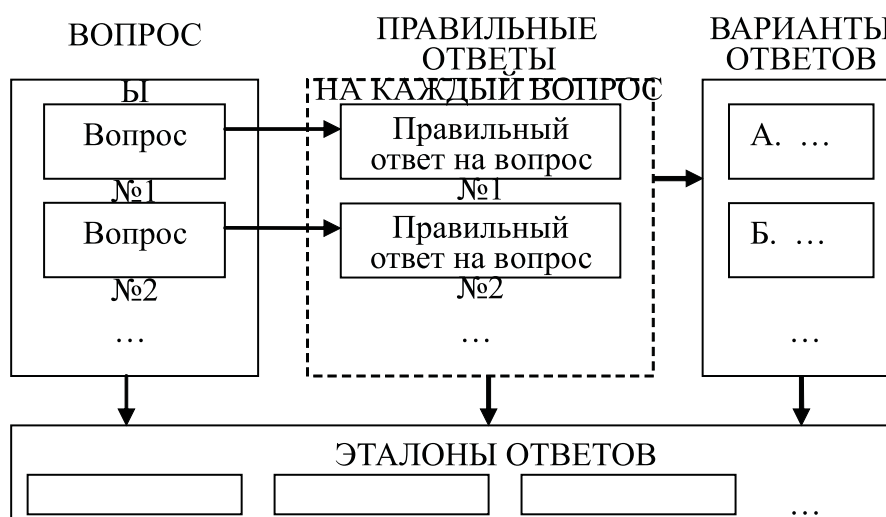 ВОПРОС
Ы
Вопрос
№1
Вопрос
№2
…
ПРАВИЛЬНЫЕ
ОТВЕТЫ
НА КАЖДЫЙ ВОПРОС
Правильный
ответ на вопрос
№1
Правильный
ответ на вопрос
№2
…
ВАРИАНТЫ
ОТВЕТОВ
А. …
Б. …
…
ЭТАЛОНЫ ОТВЕТОВ
…